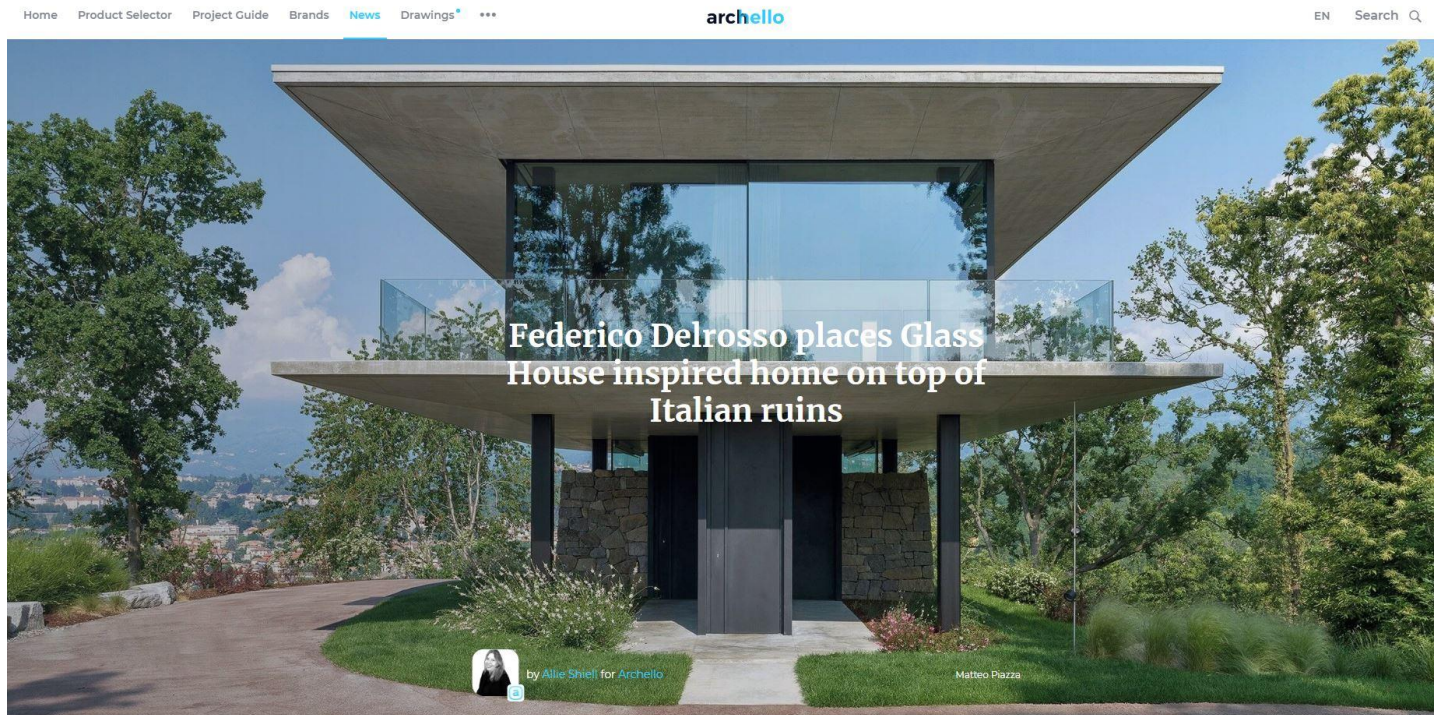 Home Product Selector Project Guide Brands News Drawings ••• archello EN Search
Federico Delrosso places Glass
House inspired home on top of
Italian ruins
by Allie Shiell for Archello
Matteo Piazza